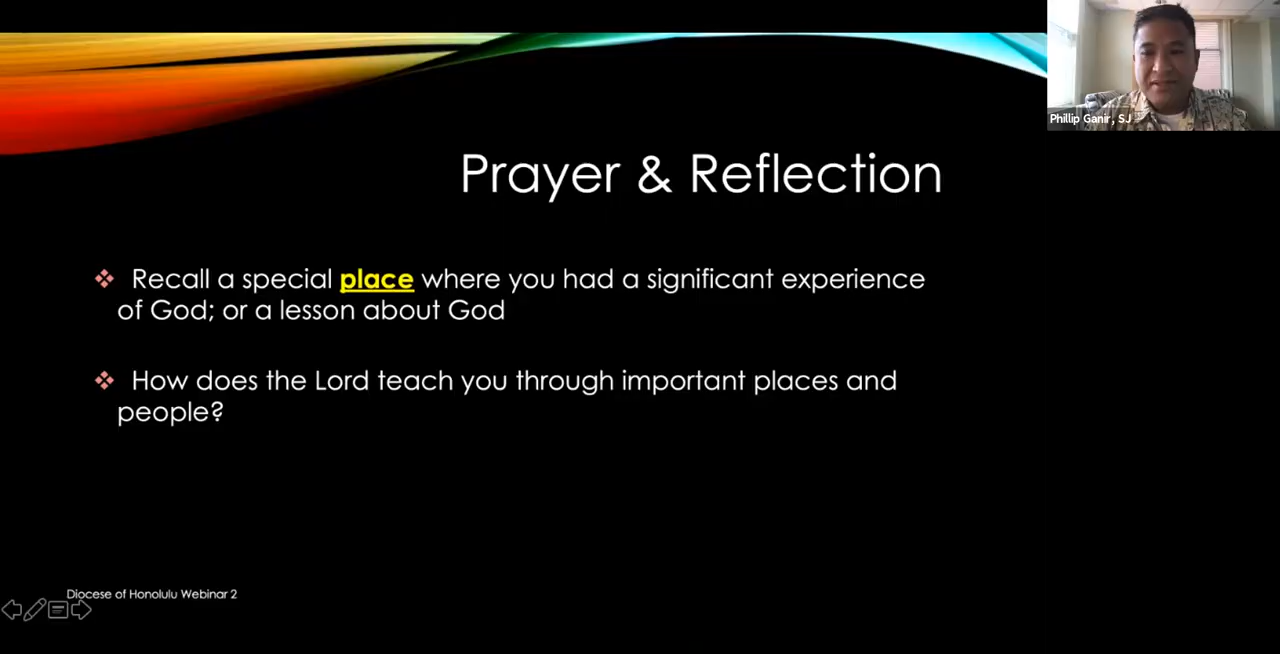 Phillip Ganir, SJ
Prayer & Reflection
❖ Recall a special place where you had a significant experience
of God; or a lesson about God
❖ How does the Lord teach you through important places and
people?
Diocese of Honolulu Webinar 2